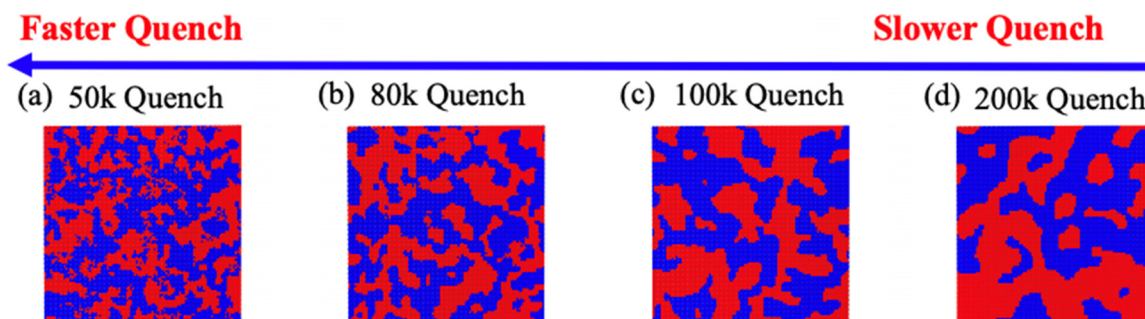 Faster Quench
Slower Quench
(a) 50k Quench
(b) 80k Quench
(c) 100k Quench
(d) 200k Quench